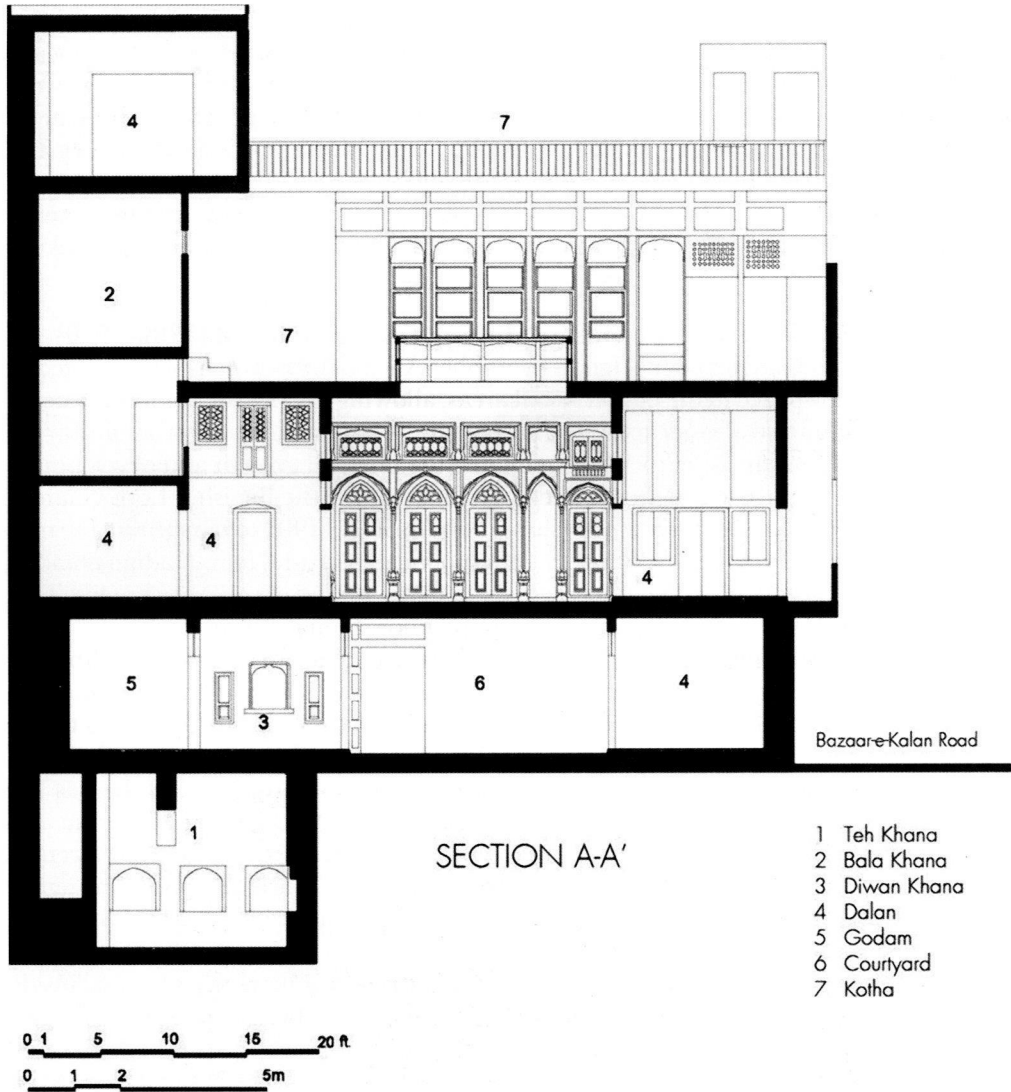 4
7
2
7
4
4
4
5
3
6
4
Bazaar-e-Kalan Road
1
SECTION A-A'
1 Teh Khana
2 Bala Khana
3 Diwan Khana
4 Dalan
5 Godam
6 Courtyard
7 Kotha
0 1 5 10 15 20 ft.
0 1 2 5m